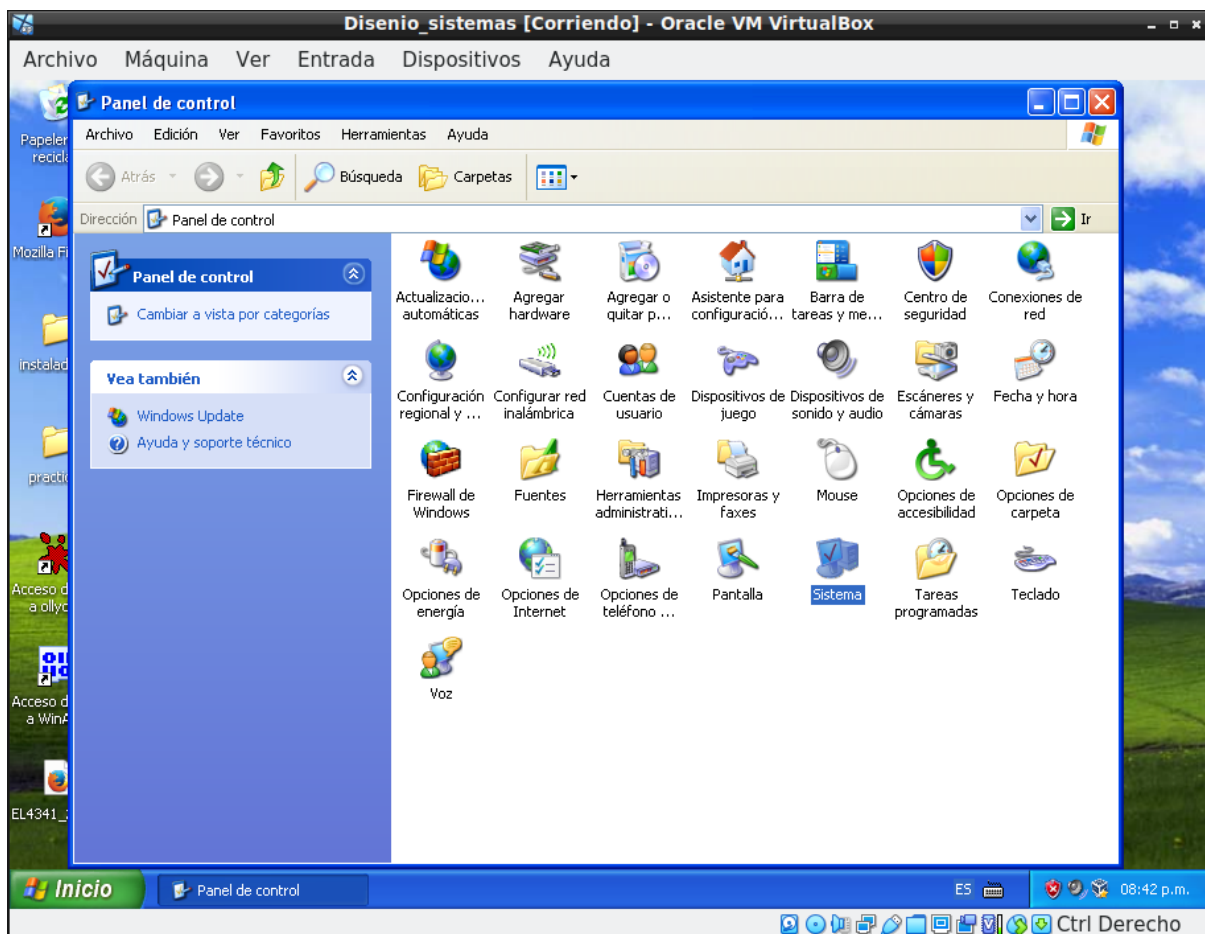 Disenio_sistemas [Corriendo] - Oracle VM VirtualBox
Archivo Máquina Ver Entrada Dispositivos Ayuda
Panel de control
Archivo Edición Ver Favoritos Herramientas Ayuda
Atrás Búsqueda Carpetas
Dirección Panel de control Ir
Papeler
recicla
Mozilla Fi
instalad
practic
Acceso d
a ollyd
Acceso d
a WinA
EL4341_
Panel de control
Cambiar a vista por categorías
Vea también
Windows Update
Ayuda y soporte técnico
Actualizacio...
automáticas
Agregar
hardware
Agregar o
quitar p...
Asistente para
configuració...
Barra de
tareas y me...
Centro de
seguridad
Conexiones de
red
Configuración
regional y ...
Configurar red
inalámbrica
Cuentas de
usuario
Dispositivos de
juego
Dispositivos de
sonido y audio
Escáneres y
cámaras
Fecha y hora
Firewall de
Windows
Fuentes
Herramientas
administrati...
Impresoras y
faxes
Mouse
Opciones de
accesibilidad
Opciones de
carpeta
Opciones de
energía
Opciones de
Internet
Opciones de
teléfono ...
Pantalla
Sistema
Tareas
programadas
Teclado
Voz
Inicio Panel de control ES 08:42 p.m.
Ctrl Derecho